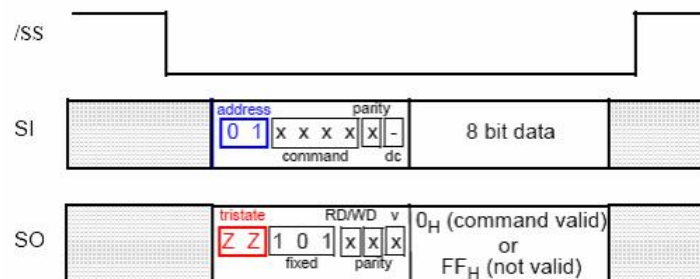 /SS
address parity
SI 0 1 x x x x x - 8 bit data
command dc
tristate RD/WD v
SO Z Z 1 0 1 x x x 0H (command valid)
or
fixed parity FFH (not valid)